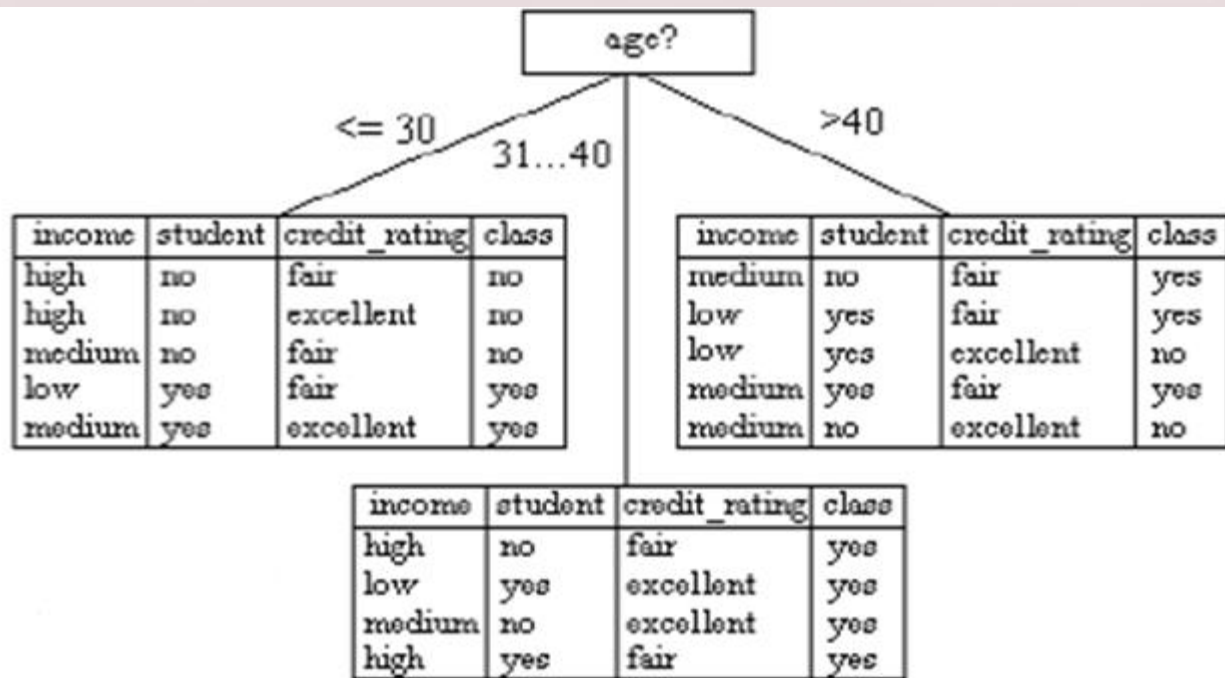 age?
<= 30
31...40
>40
income student credit_rating class
high no fair no
high no excellent no
medium no fair no
low yes fair yes
medium yes excellent yes
income student credit_rating class
medium no fair yes
low yes fair yes
low yes excellent no
medium yes fair yes
medium no excellent no
income student credit_rating class
high no fair yes
low yes excellent yes
medium no excellent yes
high yes fair yes